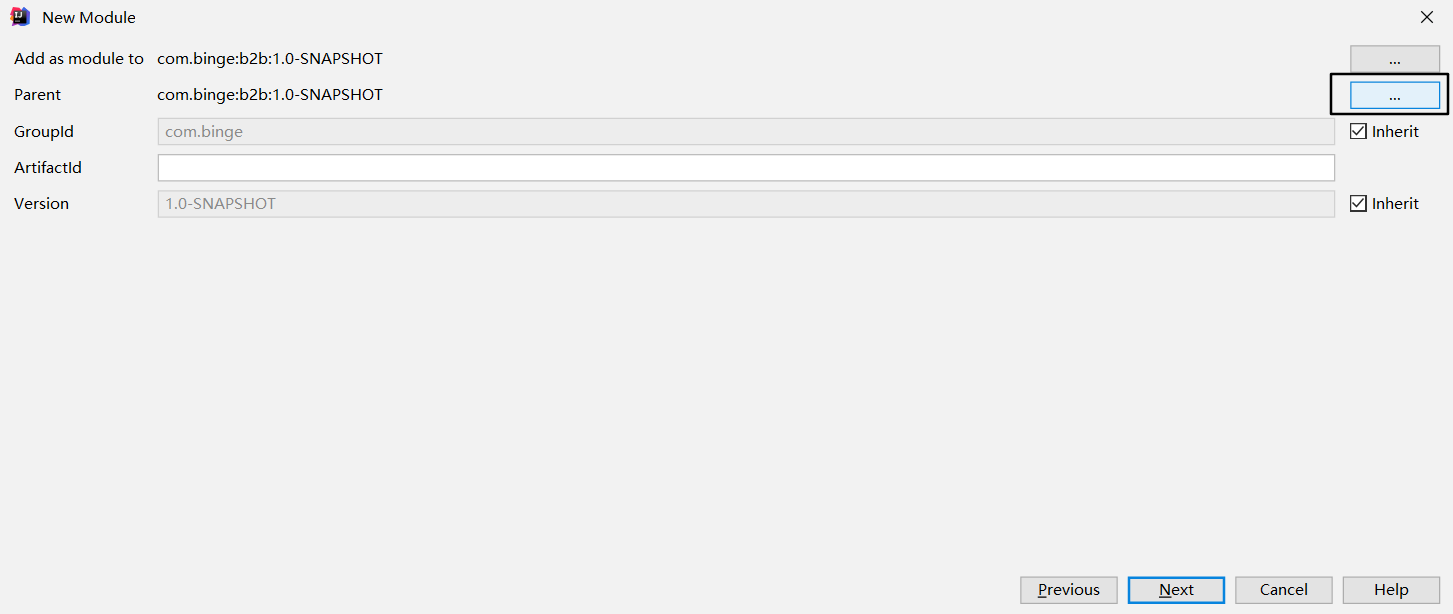 New Module
Add as module to com.binge:b2b:1.0-SNAPSHOT ...
Parent com.binge:b2b:1.0-SNAPSHOT ...
GroupId com.binge Inherit
ArtifactId
Version 1.0-SNAPSHOT Inherit
Previous Next Cancel Help